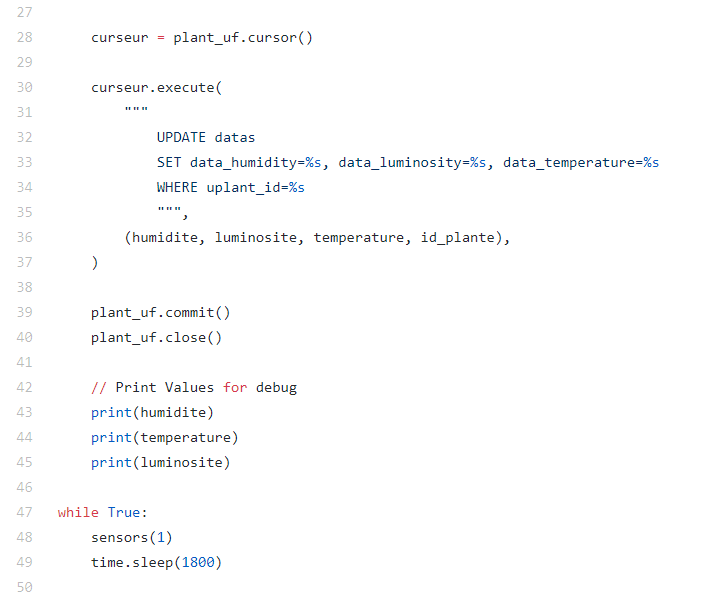 27
28 curseur = plant_uf.cursor()
29
30 curseur.execute(
31 """
32 UPDATE datas
33 SET data_humidity=%s, data_luminosity=%s, data_temperature=%s
34 WHERE uplant_id=%s
35 """,
36 (humidite, luminosite, temperature, id_plante),
37 )
38
39 plant_uf.commit()
40 plant_uf.close()
41
42 // Print Values for debug
43 print(humidite)
44 print(temperature)
45 print(luminosite)
46
47 while True:
48 sensors(1)
49 time.sleep(1800)
50